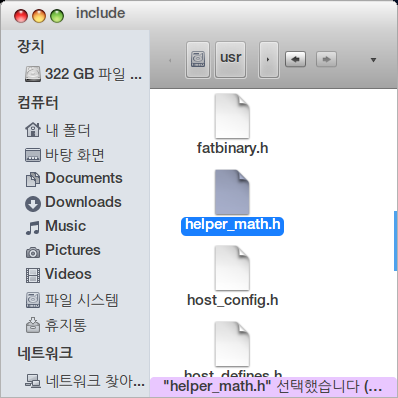 include
장치
322 GB 파일 ...
컴퓨터
내 폴더
바탕 화면
Documents
Downloads
Music
Pictures
Videos
파일 시스템
휴지통
네트워크
네트워크 찾아...
usr
fatbinary.h
helper_math.h
host_config.h
host_defines.h
"helper_math.h" 선택했습니다 (...